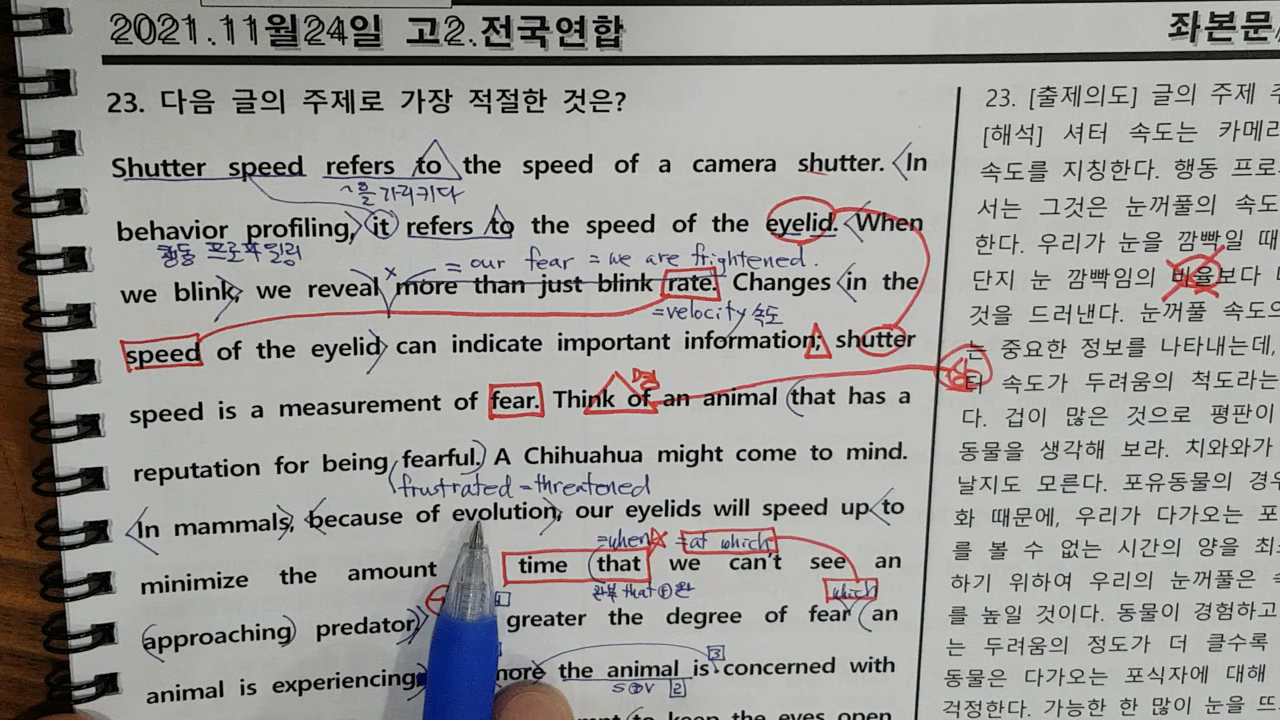 2021.11월24일 고2.전국연합
좌본문/
23. 다음 글의 주제로 가장 적절한 것은?
Shutter speed refers to the speed of a camera shutter. In
~을 가리키다
behavior profiling, it refers to the speed of the eyelid. When
행동 프로파일링
= our fear = we are frightened.
we blink, we reveal more than just blink rate. Changes in the
=velocity 속도
speed of the eyelid can indicate important information; shutter
speed is a measurement of fear. Think of an animal that has a
reputation for being fearful. A Chihuahua might come to mind.
frustrated = threatened
In mammals, because of evolution, our eyelids will speed up to
=when =at which
minimize the amount time that we can't see an
which
approaching predator greater the degree of fear an
3
animal is experiencing more the animal is concerned with
2
to keep the eyes open
23. [출제의도] 글의 주제
[해석] 셔터 속도는 카메라
속도를 지칭한다. 행동 프로
서는 그것은 눈꺼풀의 속도
한다. 우리가 눈을 깜빡일 때
단지 눈 깜빡임의 비율보다
것을 드러낸다. 눈꺼풀 속도의
는 중요한 정보를 나타내는데,
터 속도가 두려움의 척도라는
다. 겁이 많은 것으로 평판이
동물을 생각해 보라. 치와와가
날지도 모른다. 포유동물의 경우
화 때문에, 우리가 다가오는 포
를 볼 수 없는 시간의 양을 최
하기 위하여 우리의 눈꺼풀은
를 높일 것이다. 동물이 경험하고
는 두려움의 정도가 더 클수록
동물은 다가오는 포식자에 대해
걱정한다. 가능한 한 많이 눈을 뜨